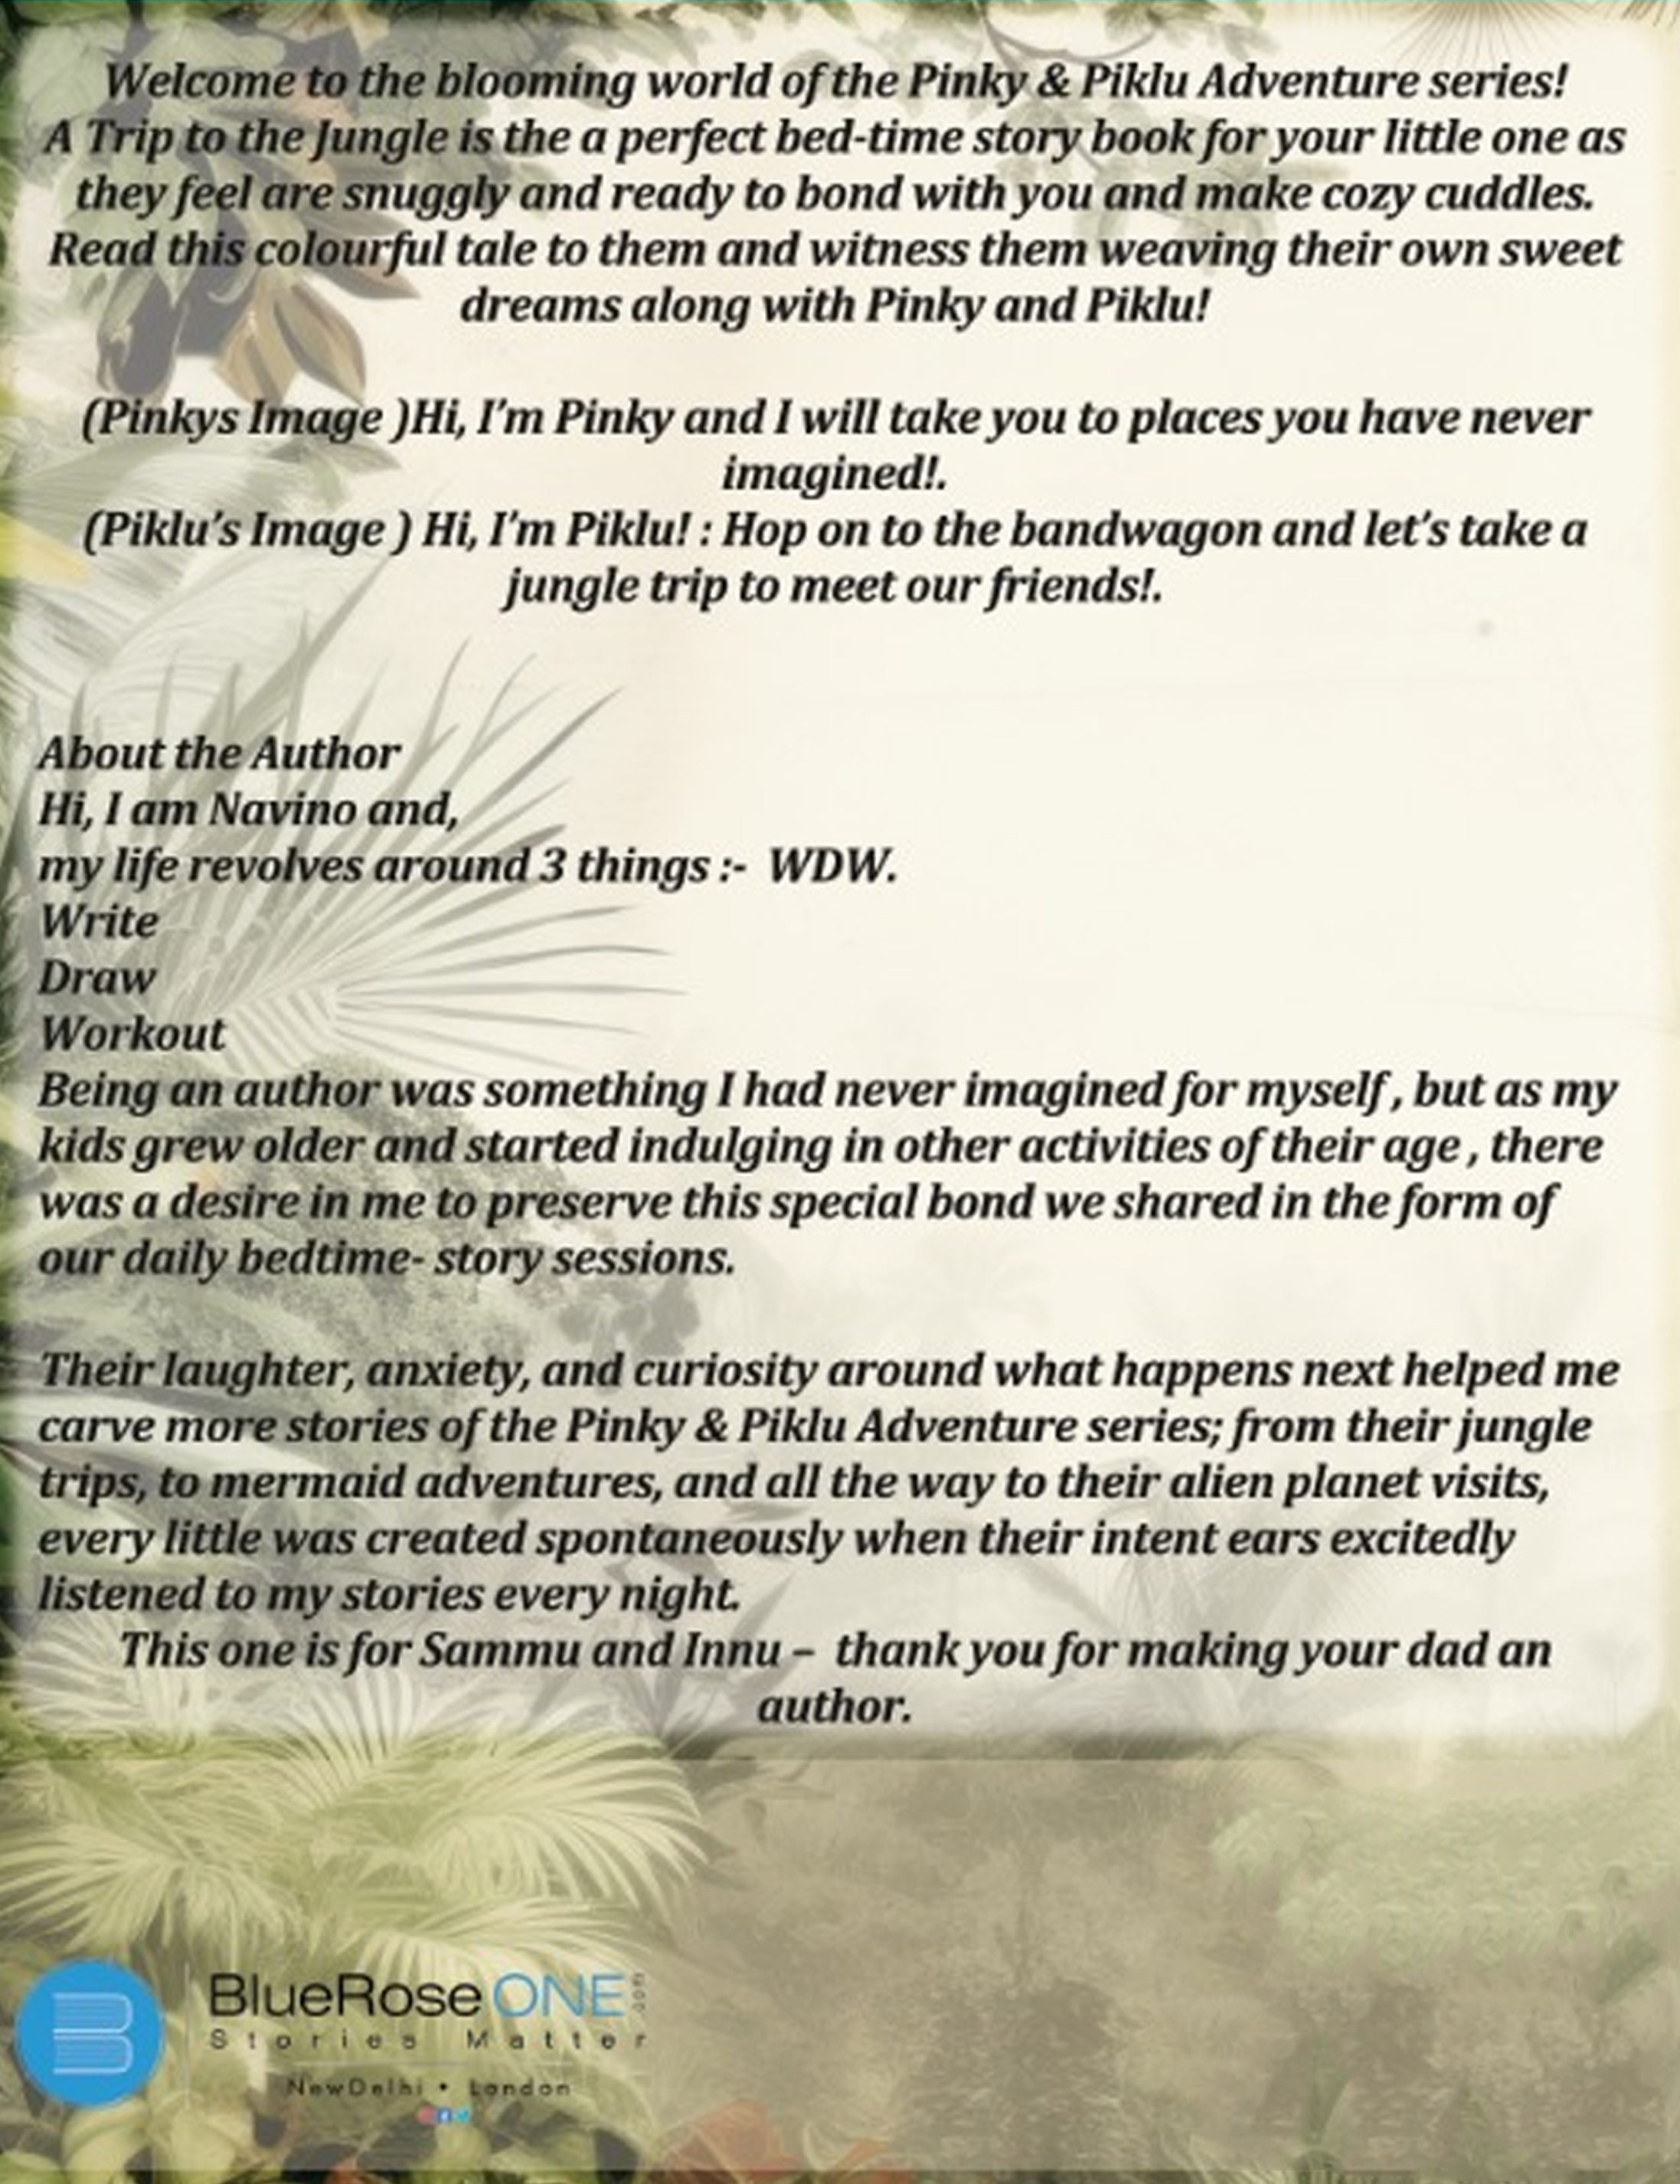 Welcome to the blooming world of the Pinky & Piklu Adventure series!
A Trip to the Jungle is the a perfect bed-time story book for your little one as
they feel are snuggly and ready to bond with you and make cozy cuddles.
Read this colourful tale to them and witness them weaving their own sweet
dreams along with Pinky and Piklu!
(Pinkys Image )Hi, I'm Pinky and I will take you to places you have never
imagined!.
(Piklu's Image ) Hi, I'm Piklu! : Hop on to the bandwagon and let's take a
jungle trip to meet our friends!.
About the Author
Hi, I am Navino and,
my life revolves around 3 things :-  WDW.
Write
Draw
Workout
Being an author was something I had never imagined for myself , but as my
kids grew older and started indulging in other activities of their age , there
was a desire in me to preserve this special bond we shared in the form of
our daily bedtime- story sessions.
Their laughter, anxiety, and curiosity around what happens next helped me
carve more stories of the Pinky & Piklu Adventure series; from their jungle
trips, to mermaid adventures, and all the way to their alien planet visits,
every little was created spontaneously when their intent ears excitedly
listened to my stories every night.
This one is for Sammu and Innu –  thank you for making your dad an
author.
BlueRose ONE .com
Stories Matter
NewDelhi • London